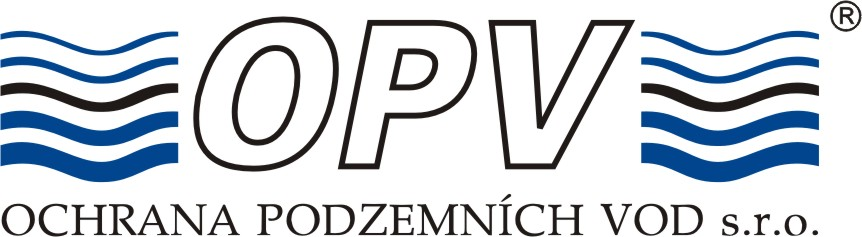 OPV ®
OCHRANA PODZEMNÍCH VOD s.r.o.